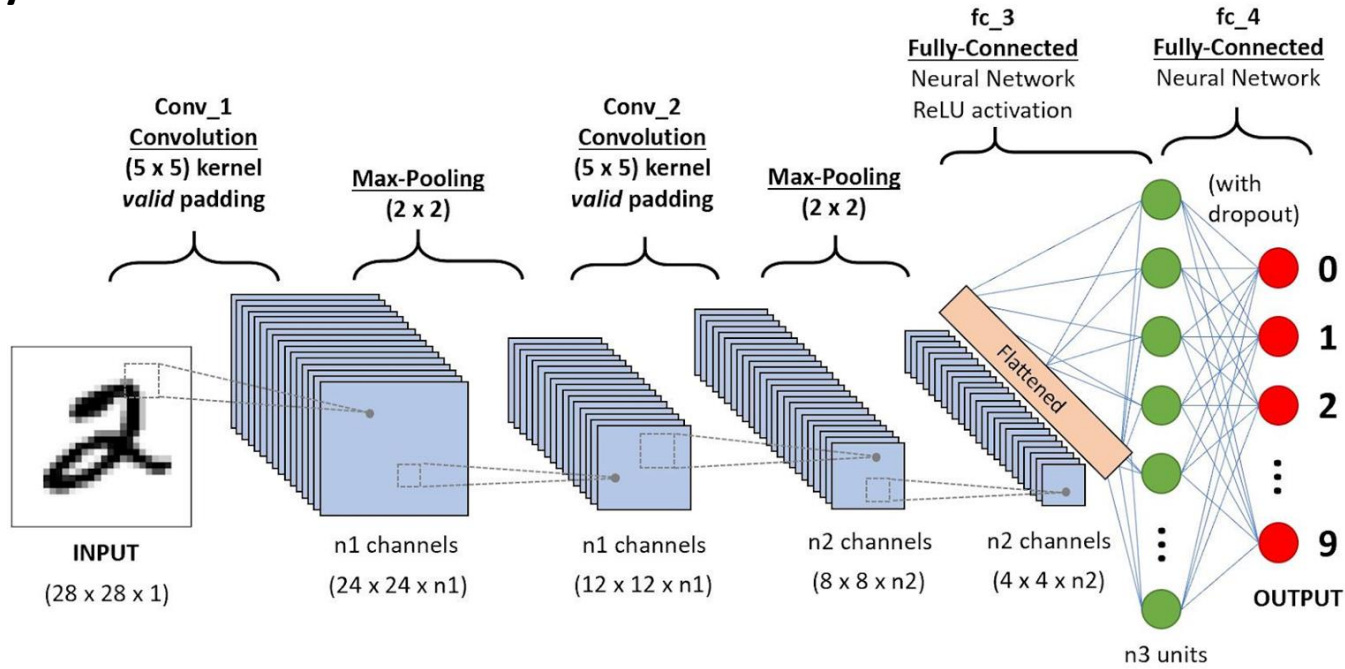 Conv_1
Convolution
(5 x 5) kernel
valid padding
Max-Pooling
(2 x 2)
Conv_2
Convolution
(5 x 5) kernel
valid padding
Max-Pooling
(2 x 2)
fc_3
Fully-Connected
Neural Network
ReLU activation
fc_4
Fully-Connected
Neural Network
(with
dropout)
Flattened
0
1
2
9
OUTPUT
2
INPUT
(28 x 28 x 1)
n1 channels
(24 x 24 x n1)
n1 channels
(12 x 12 x n1)
n2 channels
(8 x 8 x n2)
n2 channels
(4 x 4 x n2)
n3 units